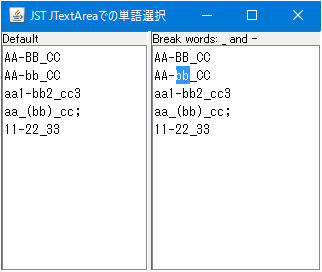 JST JTextAreaでの単語選択
Default
AA-BB_CC
AA-bb_CC
aa1-bb2_cc3
aa_(bb)_cc;
11-22_33
Break words: _ and -
AA-BB_CC
AA-bb_CC
aa1-bb2_cc3
aa_(bb)_cc;
11-22_33